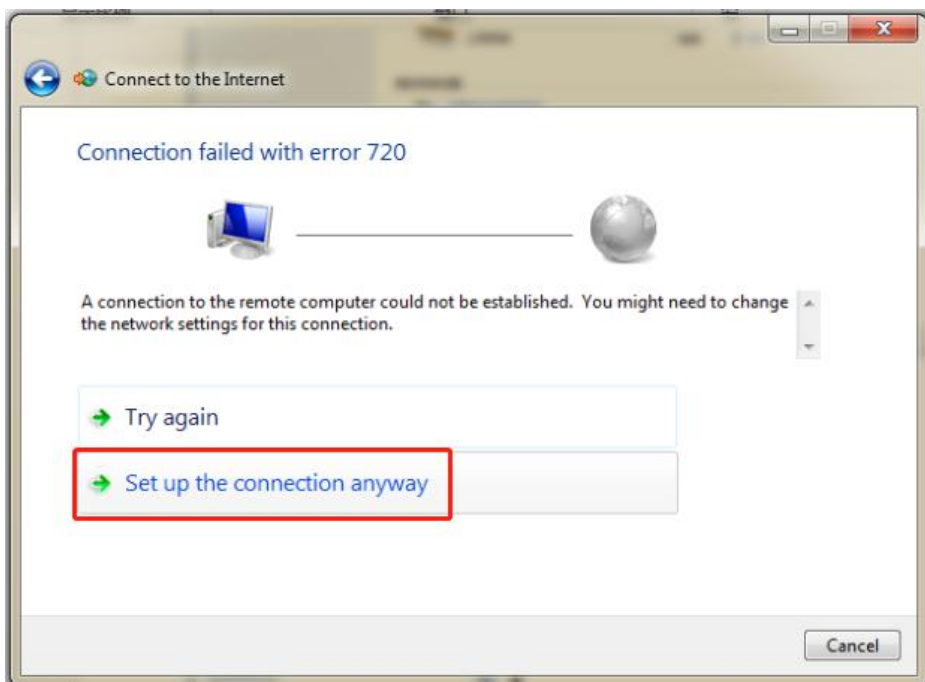 Connect to the Internet
Connection failed with error 720
A connection to the remote computer could not be established. You might need to change
the network settings for this connection.
Try again
Set up the connection anyway
Cancel